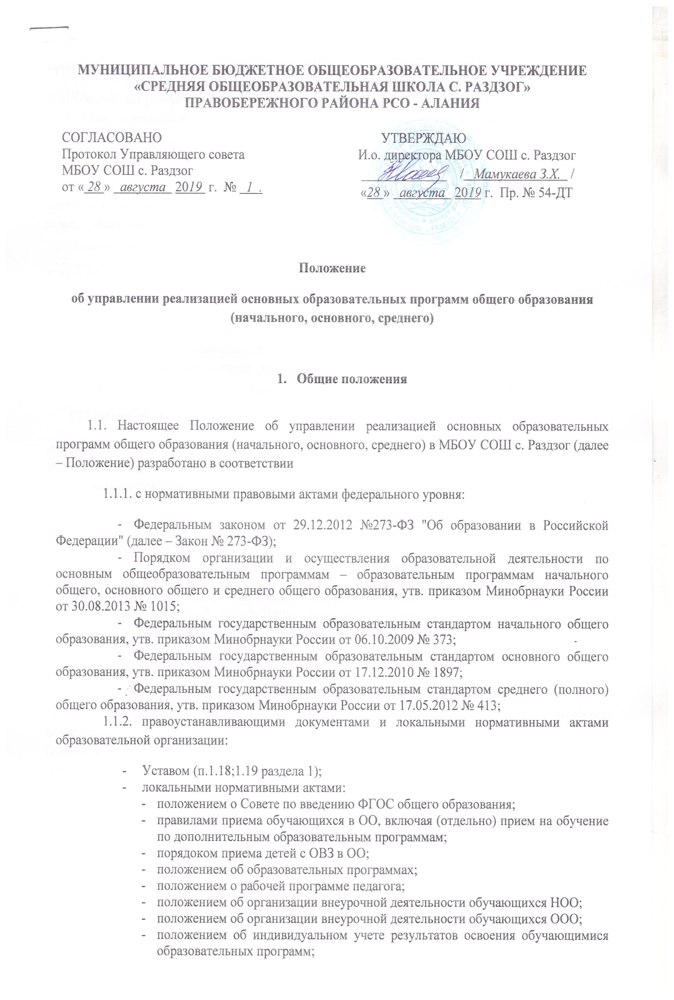 МУНИЦИПАЛЬНОЕ БЮДЖЕТНОЕ ОБЩЕОБРАЗОВАТЕЛЬНОЕ УЧРЕЖДЕНИЕ
«СРЕДНЯЯ ОБЩЕОБРАЗОВАТЕЛЬНАЯ ШКОЛА С. РАЗДЗОГ»
ПРАВОБЕРЕЖНОГО РАЙОНА РСО - АЛАНИЯ
СОГЛАСОВАНО
Протокол Управляющего совета
МБОУ СОШ с. Раздзог
от « 28 » августа 2019 г. № 1 .
УТВЕРЖДАЮ
И.о. директора МБОУ СОШ с. Раздзог
/ Мамукаева З.Х. /
«28 » августа 2019 г. Пр. № 54-ДТ
Положение
об управлении реализацией основных образовательных программ общего образования
(начального, основного, среднего)
1. Общие положения
1.1. Настоящее Положение об управлении реализацией основных образовательных
программ общего образования (начального, основного, среднего) в МБОУ СОШ с. Раздзог (далее
– Положение) разработано в соответствии
1.1.1. с нормативными правовыми актами федерального уровня:
- Федеральным законом от 29.12.2012 №273-ФЗ "Об образовании в Российской
Федерации" (далее – Закон № 273-ФЗ);
- Порядком организации и осуществления образовательной деятельности по
основным общеобразовательным программам – образовательным программам начального
общего, основного общего и среднего общего образования, утв. приказом Минобрнауки России
от 30.08.2013 № 1015;
- Федеральным государственным образовательным стандартом начального общего
образования, утв. приказом Минобрнауки России от 06.10.2009 № 373;
- Федеральным государственным образовательным стандартом основного общего
образования, утв. приказом Минобрнауки России от 17.12.2010 № 1897;
- Федеральным государственным образовательным стандартом среднего (полного)
общего образования, утв. приказом Минобрнауки России от 17.05.2012 № 413;
1.1.2. правоустанавливающими документами и локальными нормативными актами
образовательной организации:
- Уставом (п.1.18;1.19 раздела 1);
- локальными нормативными актами:
- положением о Совете по введению ФГОС общего образования;
- правилами приема обучающихся в ОО, включая (отдельно) прием на обучение
по дополнительным образовательным программам;
- порядоком приема детей с ОВЗ в ОО;
- положением об образовательных программах;
- положением о рабочей программе педагога;
- положением об организации внеурочной деятельности обучающихся НОО;
- положением об организации внеурочной деятельности обучающихся ООО;
- положением об индивидуальном учете результатов освоения обучающимися
образовательных программ;